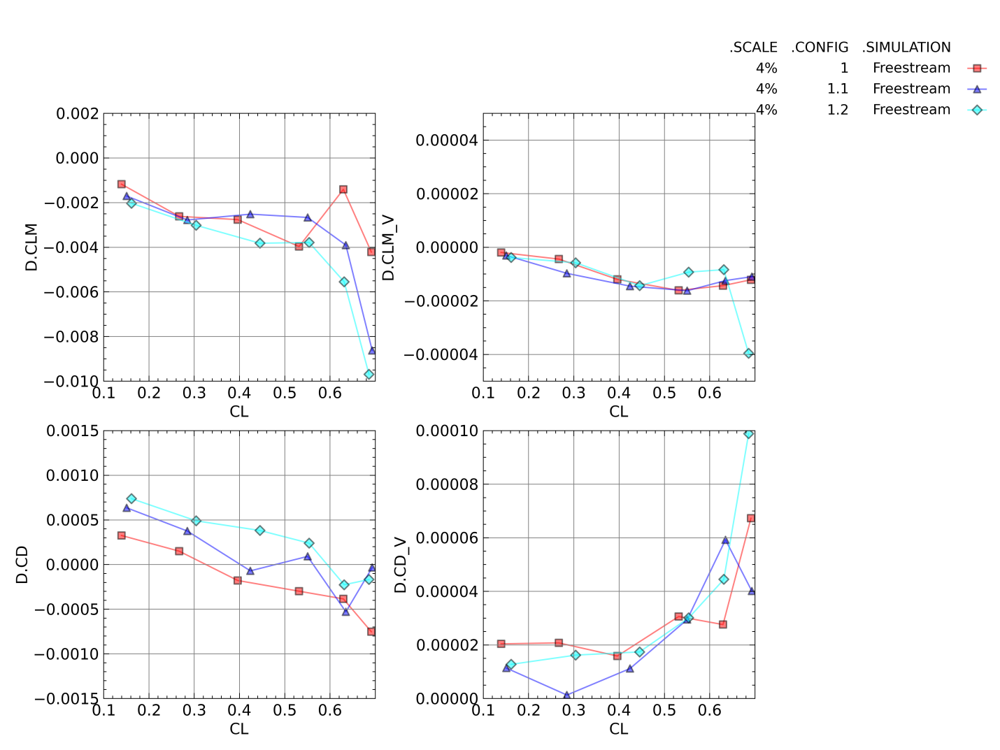 .SCALE .CONFIG .SIMULATION
4% 1 Freestream
4% 1.1 Freestream
4% 1.2 Freestream
0.002
0.000
−0.002
−0.004
−0.006
−0.008
−0.010
D.CLM
0.1 0.2 0.3 0.4 0.5 0.6
CL
0.00004
0.00002
0.00000
−0.00002
−0.00004
D.CLM_V
0.1 0.2 0.3 0.4 0.5 0.6
CL
0.0015
0.0010
0.0005
0.0000
−0.0005
−0.0010
−0.0015
D.CD
0.1 0.2 0.3 0.4 0.5 0.6
CL
0.00010
0.00008
0.00006
0.00004
0.00002
0.00000
D.CD_V
0.1 0.2 0.3 0.4 0.5 0.6
CL